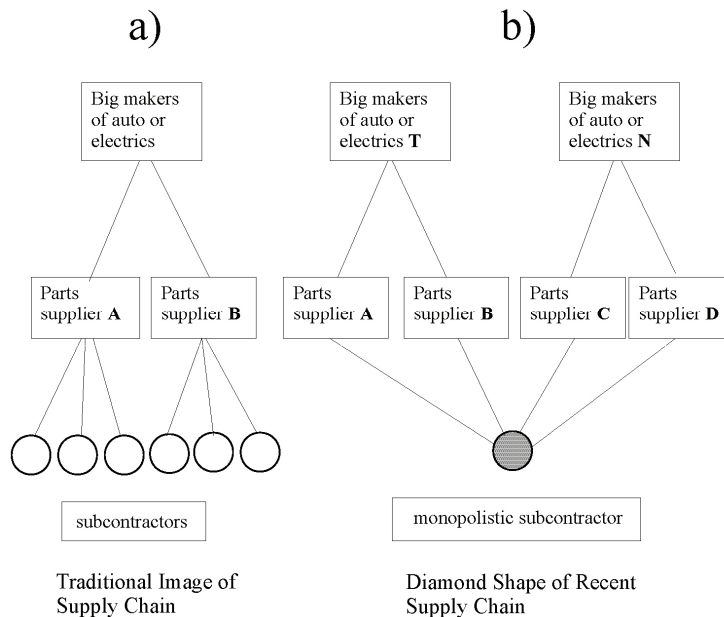 a)
b)
Big makers
of auto or
electrics
Big makers
of auto or
electrics T
Big makers
of auto or
electrics N
Parts
supplier A
Parts
supplier B
Parts
supplier A
Parts
supplier B
Parts
supplier C
Parts
supplier D
subcontractors
monopolistic subcontractor
Traditional Image of
Supply Chain
Diamond Shape of Recent
Supply Chain